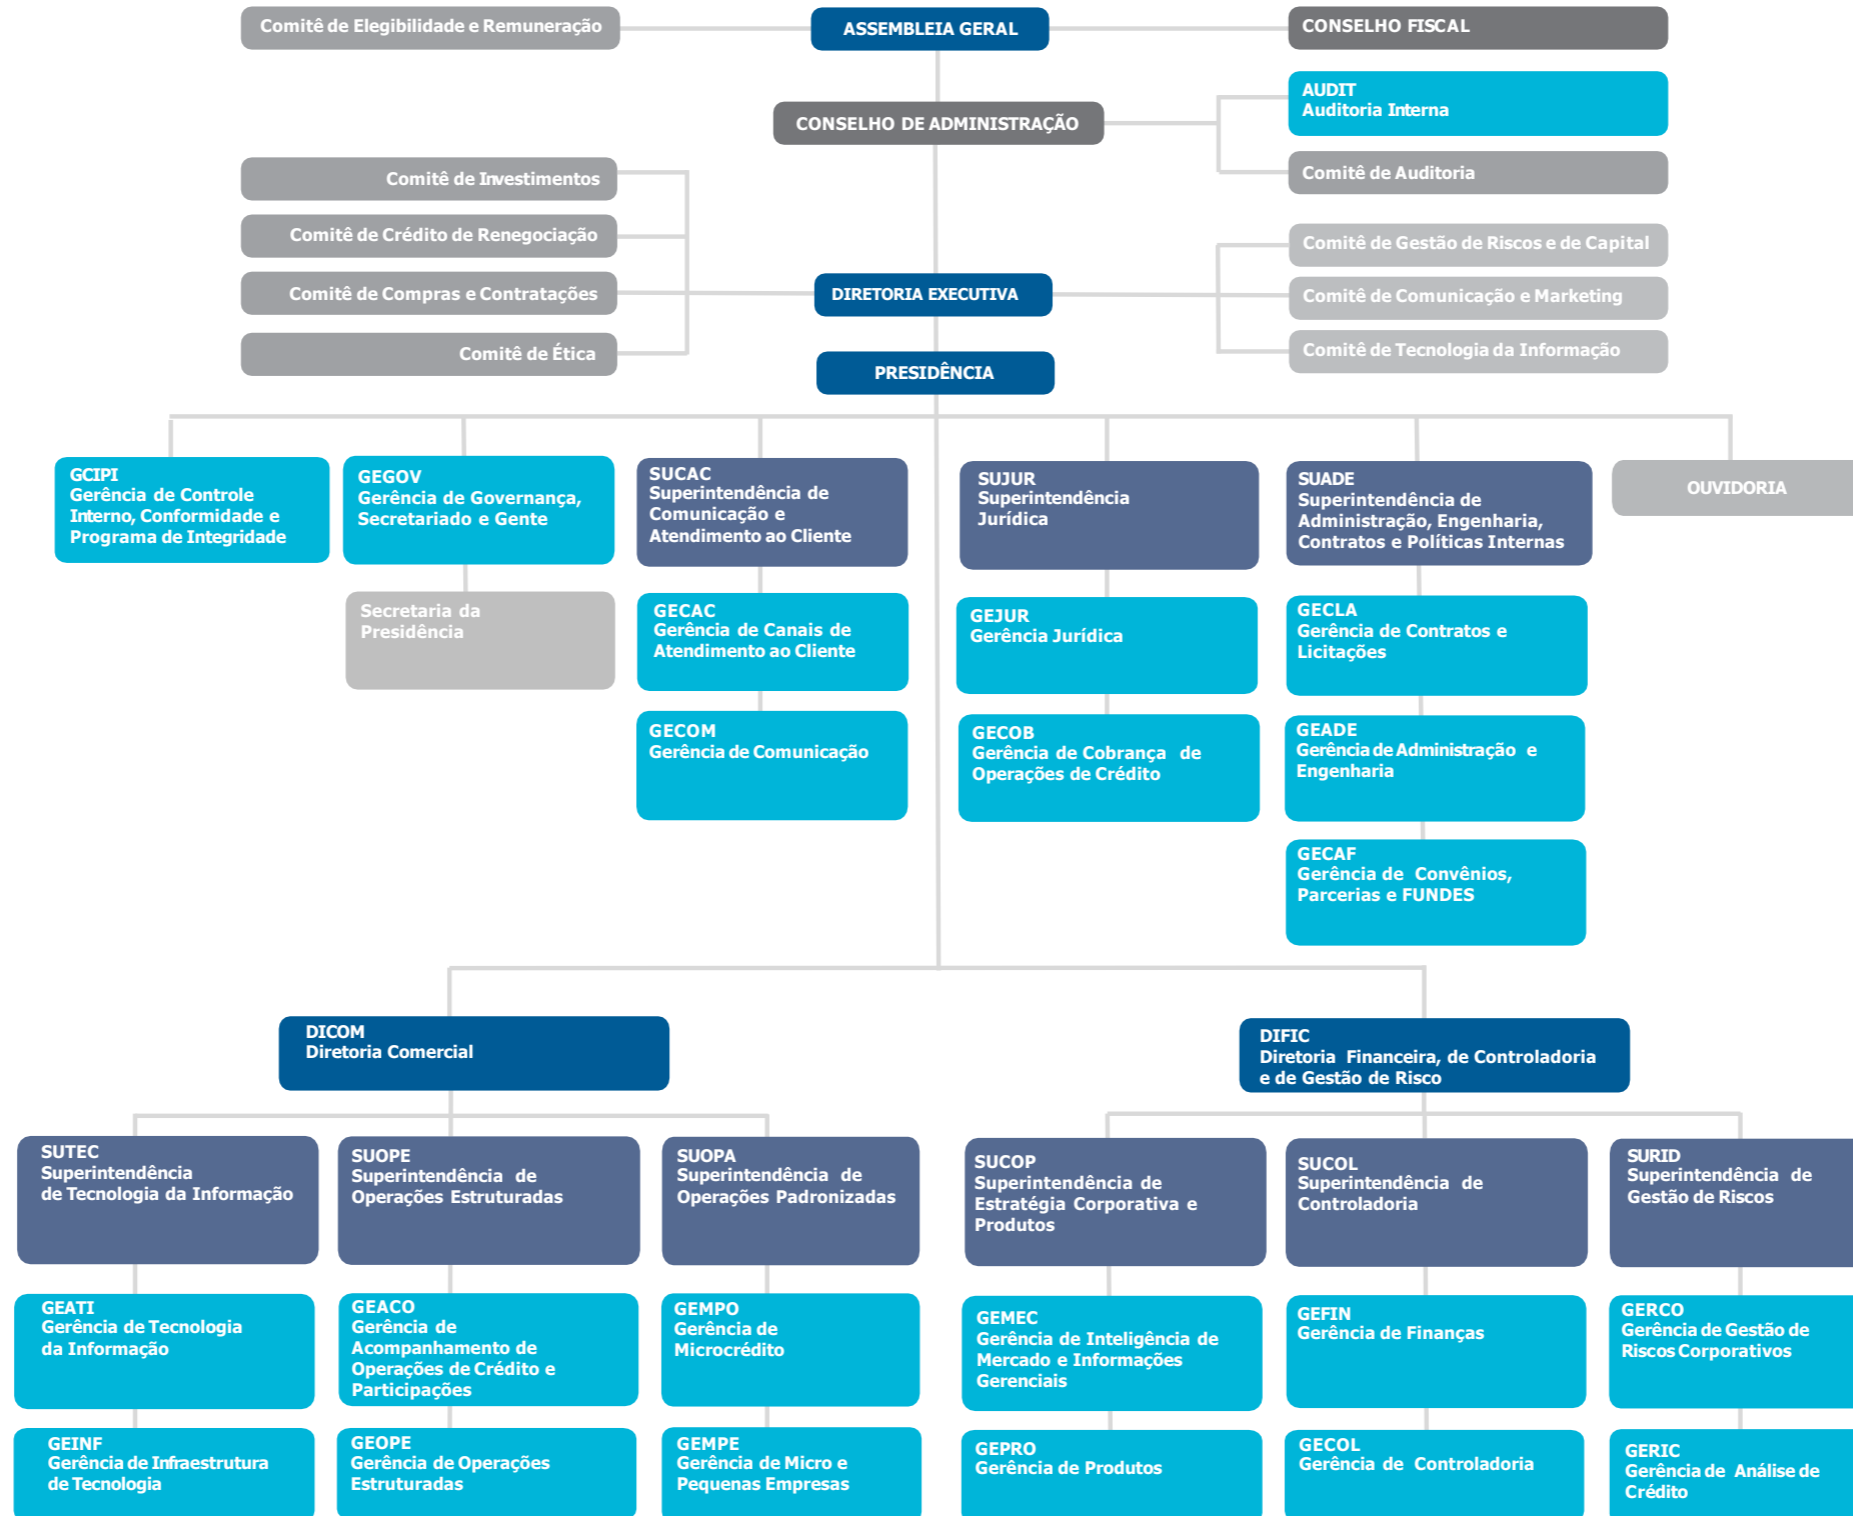 Comitê de Elegibilidade e Remuneração
ASSEMBLEIA GERAL
CONSELHO FISCAL
AUDIT
Auditoria Interna
CONSELHO DE ADMINISTRAÇÃO
Comitê de Auditoria
Comitê de Investimentos
Comitê de Crédito de Renegociação
Comitê de Compras e Contratações
Comitê de Ética
DIRETORIA EXECUTIVA
Comitê de Gestão de Riscos e de Capital
Comitê de Comunicação e Marketing
Comitê de Tecnologia da Informação
PRESIDÊNCIA
GCIPI
Gerência de Controle
Interno, Conformidade e
Programa de Integridade
GEGOV
Gerência de Governança,
Secretariado e Gente
SUCAC
Superintendência de
Comunicação e
Atendimento ao Cliente
SUJUR
Superintendência
Jurídica
SUADE
Superintendência de
Administração, Engenharia,
Contratos e Políticas Internas
OUVIDORIA
Secretaria da
Presidência
GECAC
Gerência de Canais de
Atendimento ao Cliente
GEJUR
Gerência Jurídica
GECLA
Gerência de Contratos e
Licitações
GECOM
Gerência de Comunicação
GECOB
Gerência de Cobrança de
Operações de Crédito
GEADE
Gerência de Administração e
Engenharia
GECAF
Gerência de Convênios,
Parcerias e FUNDES
DICOM
Diretoria Comercial
DIFIC
Diretoria Financeira, de Controladoria
e de Gestão de Risco
SUTEC
Superintendência
de Tecnologia da Informação
SUOPE
Superintendência de
Operações Estruturadas
SUOPA
Superintendência de
Operações Padronizadas
SUCOP
Superintendência de
Estratégia Corporativa e
Produtos
SUCOL
Superintendência de
Controladoria
SURID
Superintendência de
Gestão de Riscos
GEATI
Gerência de Tecnologia
da Informação
GEACO
Gerência de
Acompanhamento de
Operações de Crédito e
Participações
GEMPO
Gerência de
Microcrédito
GEMEC
Gerência de Inteligência de
Mercado e Informações
Gerenciais
GEFIN
Gerência de Finanças
GERCO
Gerência de Gestão de
Riscos Corporativos
GEINF
Gerência de Infraestrutura
de Tecnologia
GEOPE
Gerência de Operações
Estruturadas
GEMPE
Gerência de Micro e
Pequenas Empresas
GEPRO
Gerência de Produtos
GECOL
Gerência de Controladoria
GERIC
Gerência de Análise de
Crédito